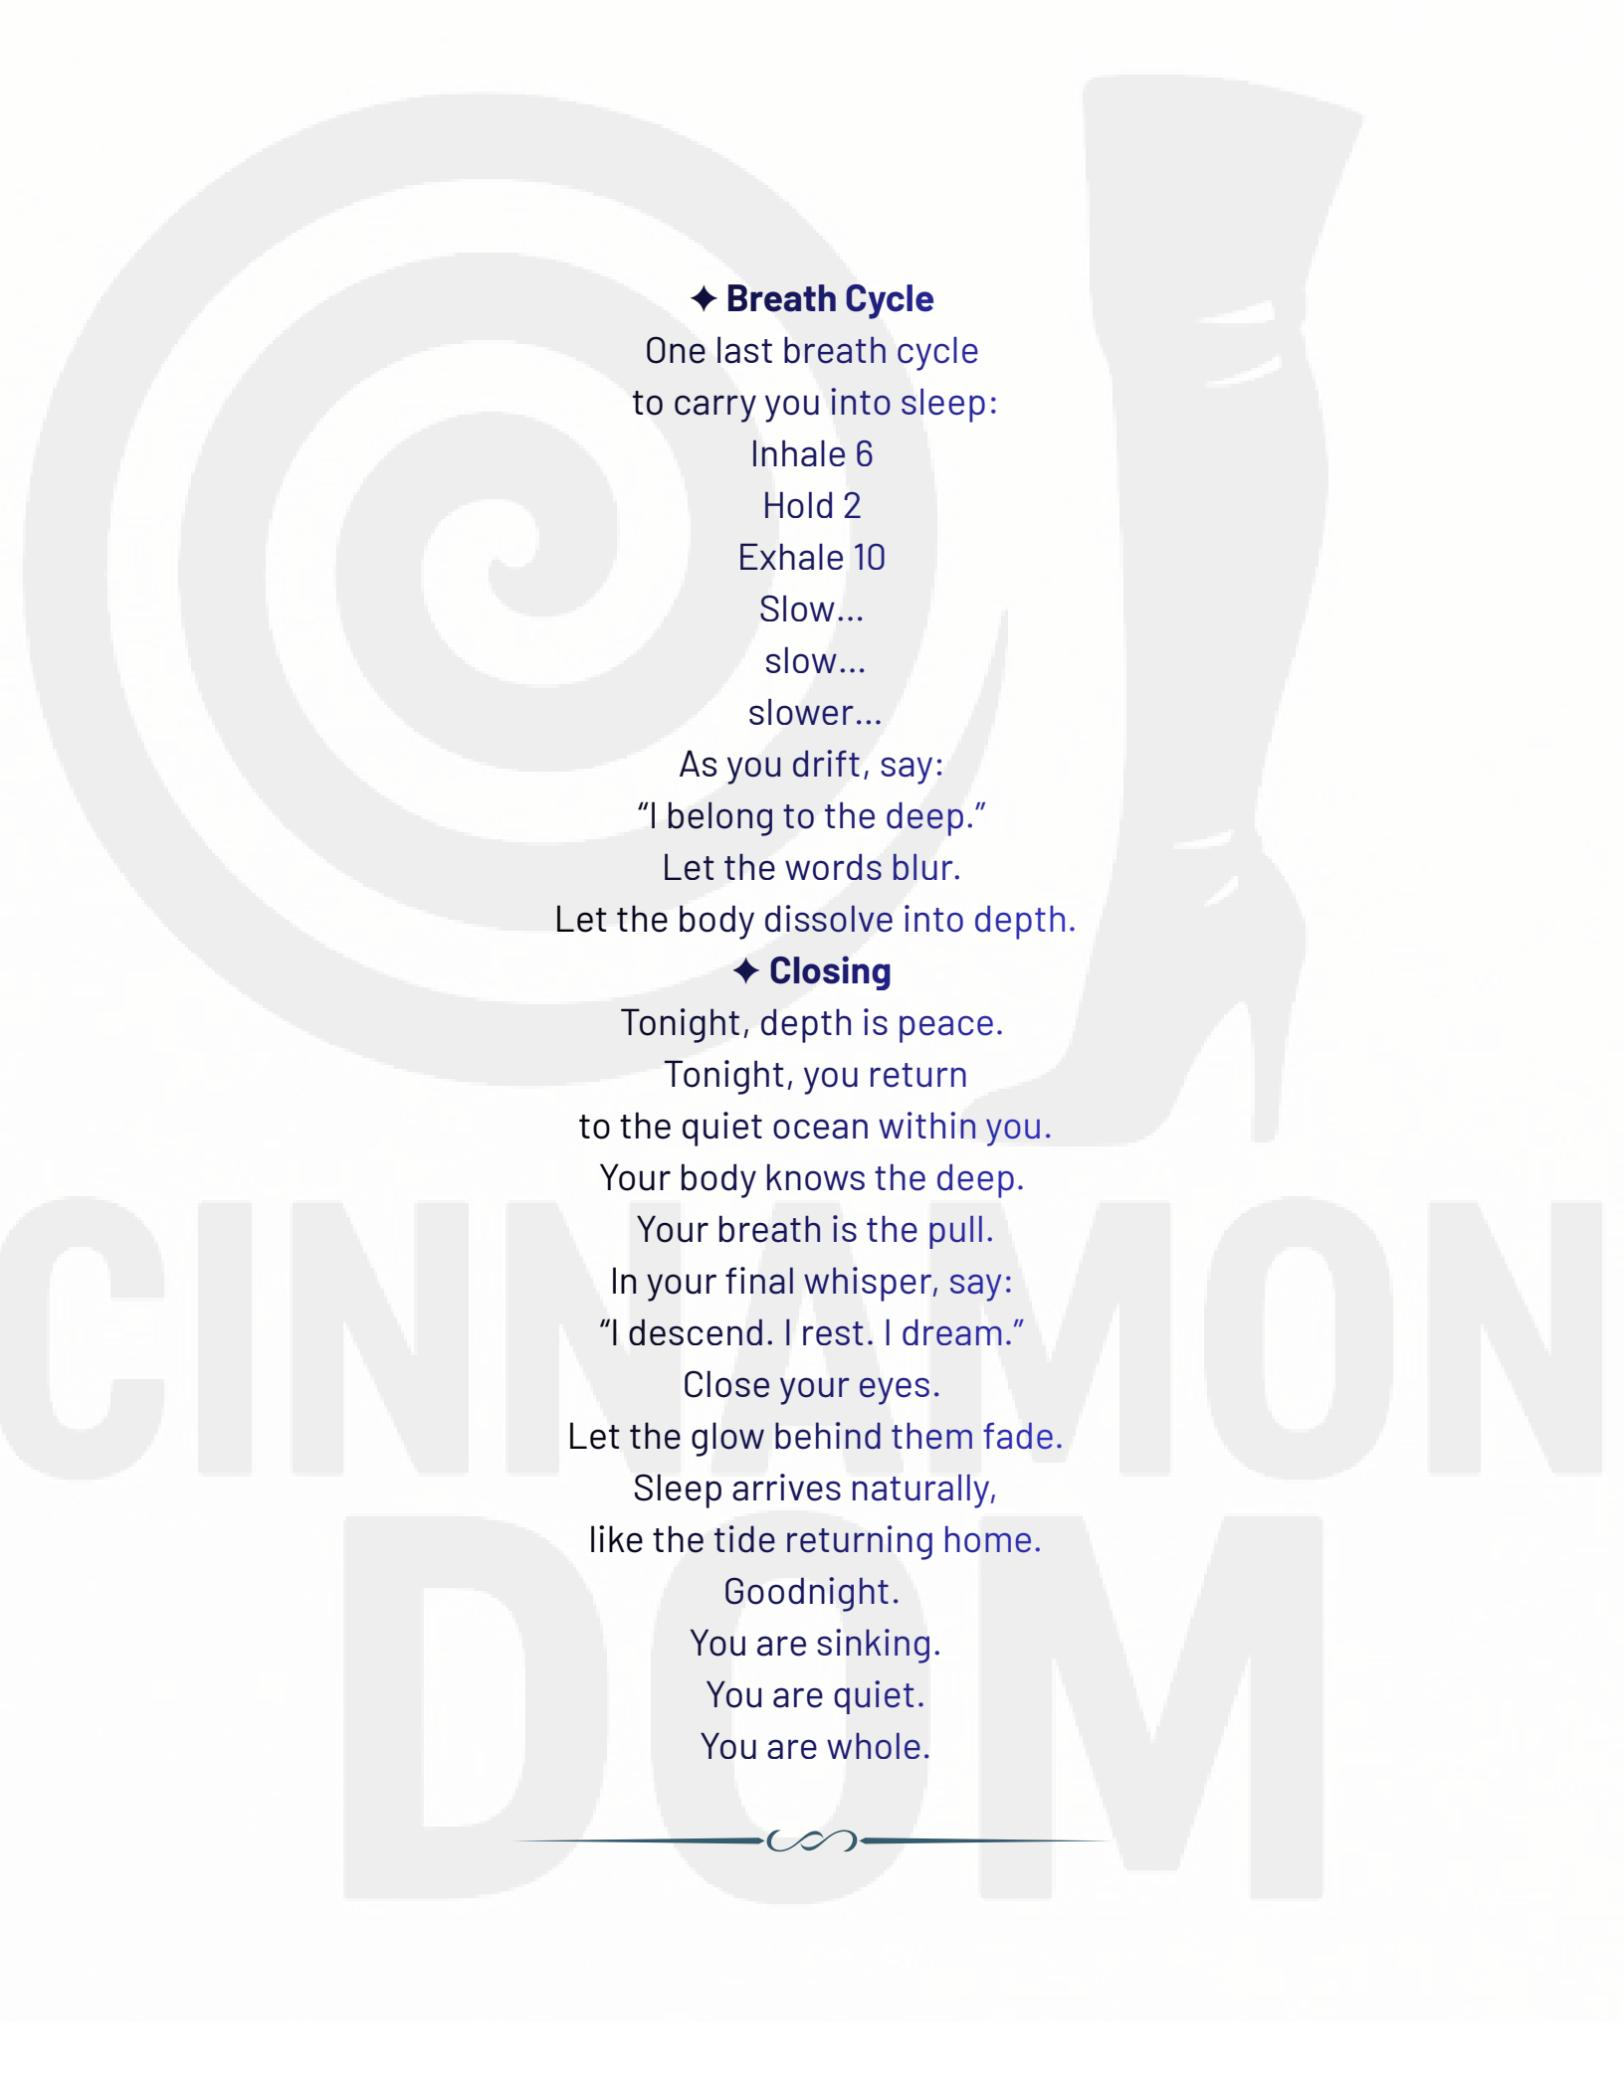 ✦ Breath Cycle
One last breath cycle
to carry you into sleep:
Inhale 6
Hold 2
Exhale 10
Slow...
slow...
slower...
As you drift, say:
“I belong to the deep.”
Let the words blur.
Let the body dissolve into depth.
✦ Closing
Tonight, depth is peace.
Tonight, you return
to the quiet ocean within you.
Your body knows the deep.
Your breath is the pull.
In your final whisper, say:
“I descend. I rest. I dream.”
Close your eyes.
Let the glow behind them fade.
Sleep arrives naturally,
like the tide returning home.
Goodnight.
You are sinking.
You are quiet.
You are whole.
CINNAMON
DOM